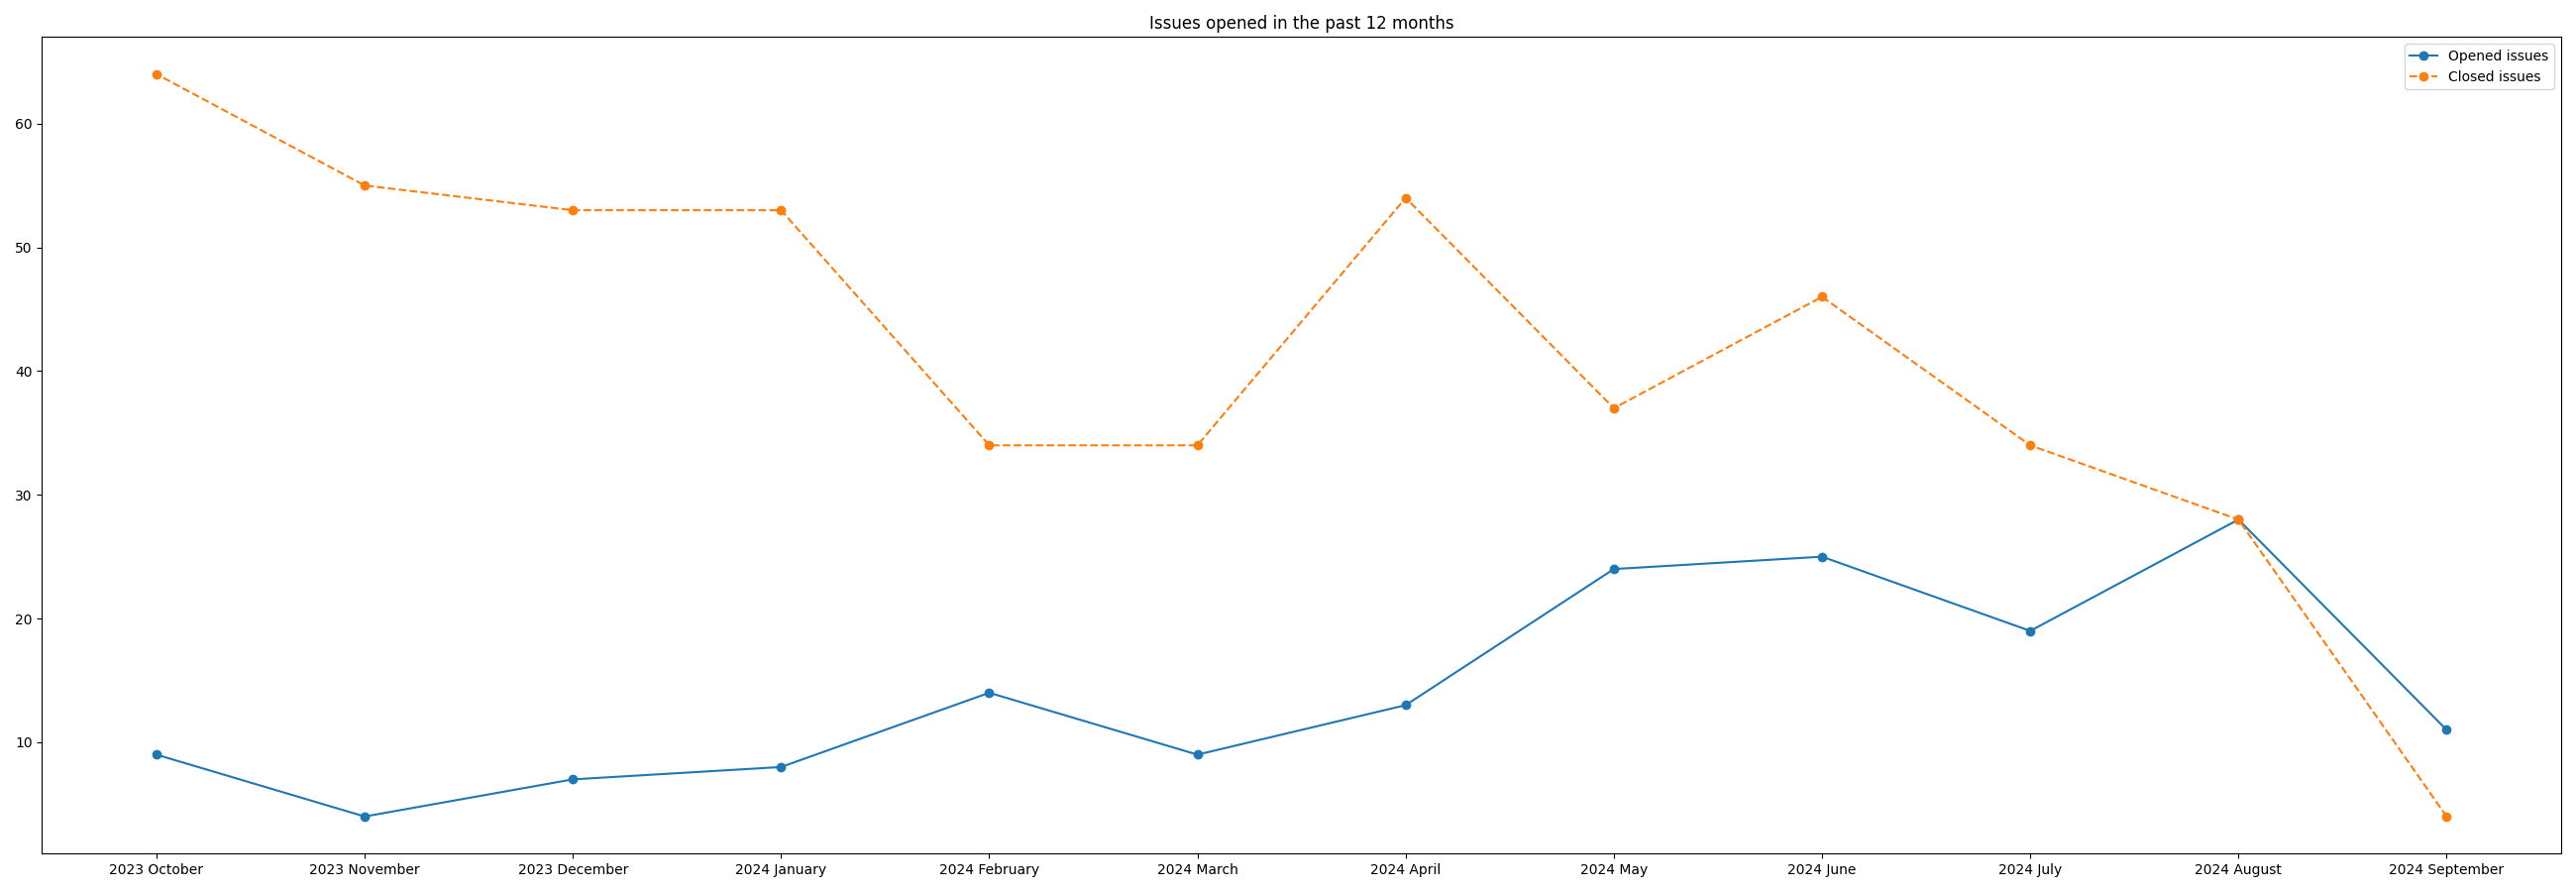 Issues opened in the past 12 months
Opened issues
Closed issues
60
50
40
30
20
10
2023 October 2023 November 2023 December 2024 January 2024 February 2024 March 2024 April 2024 May 2024 June 2024 July 2024 August 2024 September